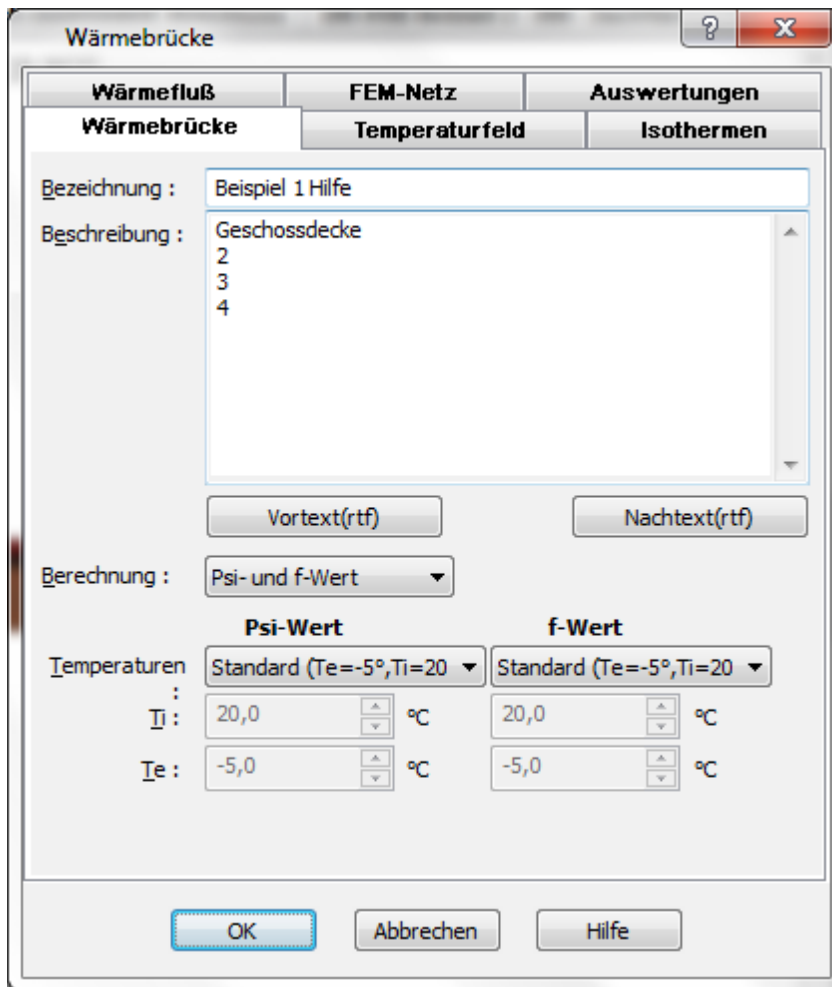 Wärmebrücke
Wärmefluß FEM-Netz Auswertungen
Wärmebrücke Temperaturfeld Isothermen
Bezeichnung : Beispiel 1 Hilfe
Beschreibung : Geschossdecke
2
3
4
Vortext(rtf) Nachtext(rtf)
Berechnung : Psi- und f-Wert
Psi-Wert f-Wert
Temperaturen : Standard (Te=-5°,Ti=20 Standard (Te=-5°,Ti=20
Ti : 20,0 °C 20,0 °C
Te : -5,0 °C -5,0 °C
OK Abbrechen Hilfe